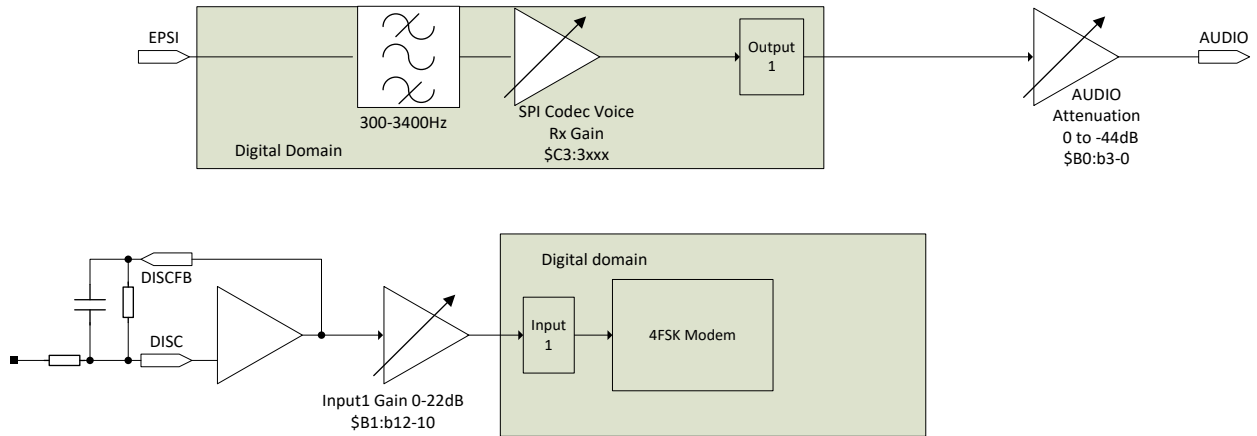 EPSI
AUDIO
Output
1
300-3400Hz
SPI Codec Voice
Rx Gain
$C3:3xxx
Digital Domain
AUDIO
Attenuation
0 to -44dB
$B0:b3-0
DISCFB
DISC
Input1 Gain 0-22dB
$B1:b12-10
Digital domain
Input
1
4FSK Modem